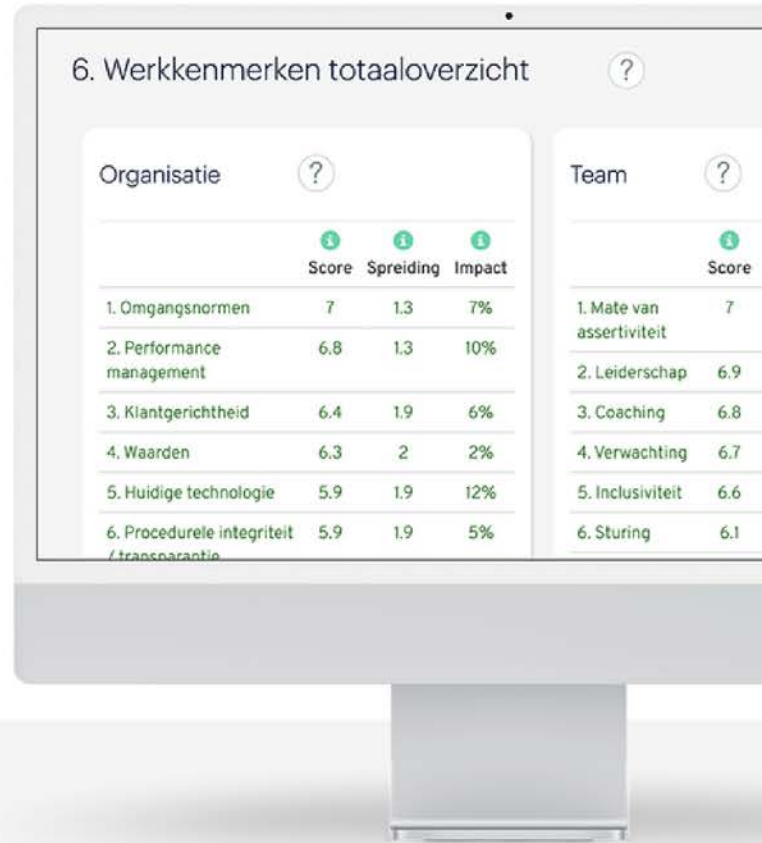 6. Werkkenmerken totaaloverzicht ?
Organisatie ?
Score Spreiding Impact
1. Omgangsnormen 7 1.3 7%
2. Performance 6.8 1.3 10%
management
3. Klantgerichtheid 6.4 1.9 6%
4. Waarden 6.3 2 2%
5. Huidige technologie 5.9 1.9 12%
6. Procedurele integriteit 5.9 1.9 5%
/ transparantie
Team ?
Score
1. Mate van 7
assertiviteit
2. Leiderschap 6.9
3. Coaching 6.8
4. Verwachting 6.7
5. Inclusiviteit 6.6
6. Sturing 6.1